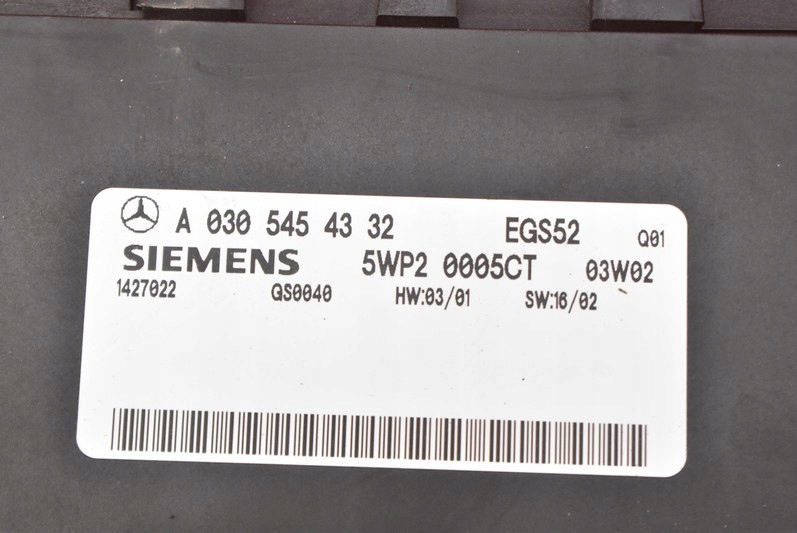 A 030 545 43 32 EGS52 Q01
SIEMENS 5WP2 0005CT 03W02
1427022 QS0040 HW:03/01 SW:16/02